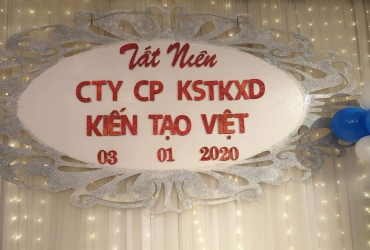 Tất Niên
CTY CP KSTKXD
KIẾN TẠO VIỆT
03 01 2020